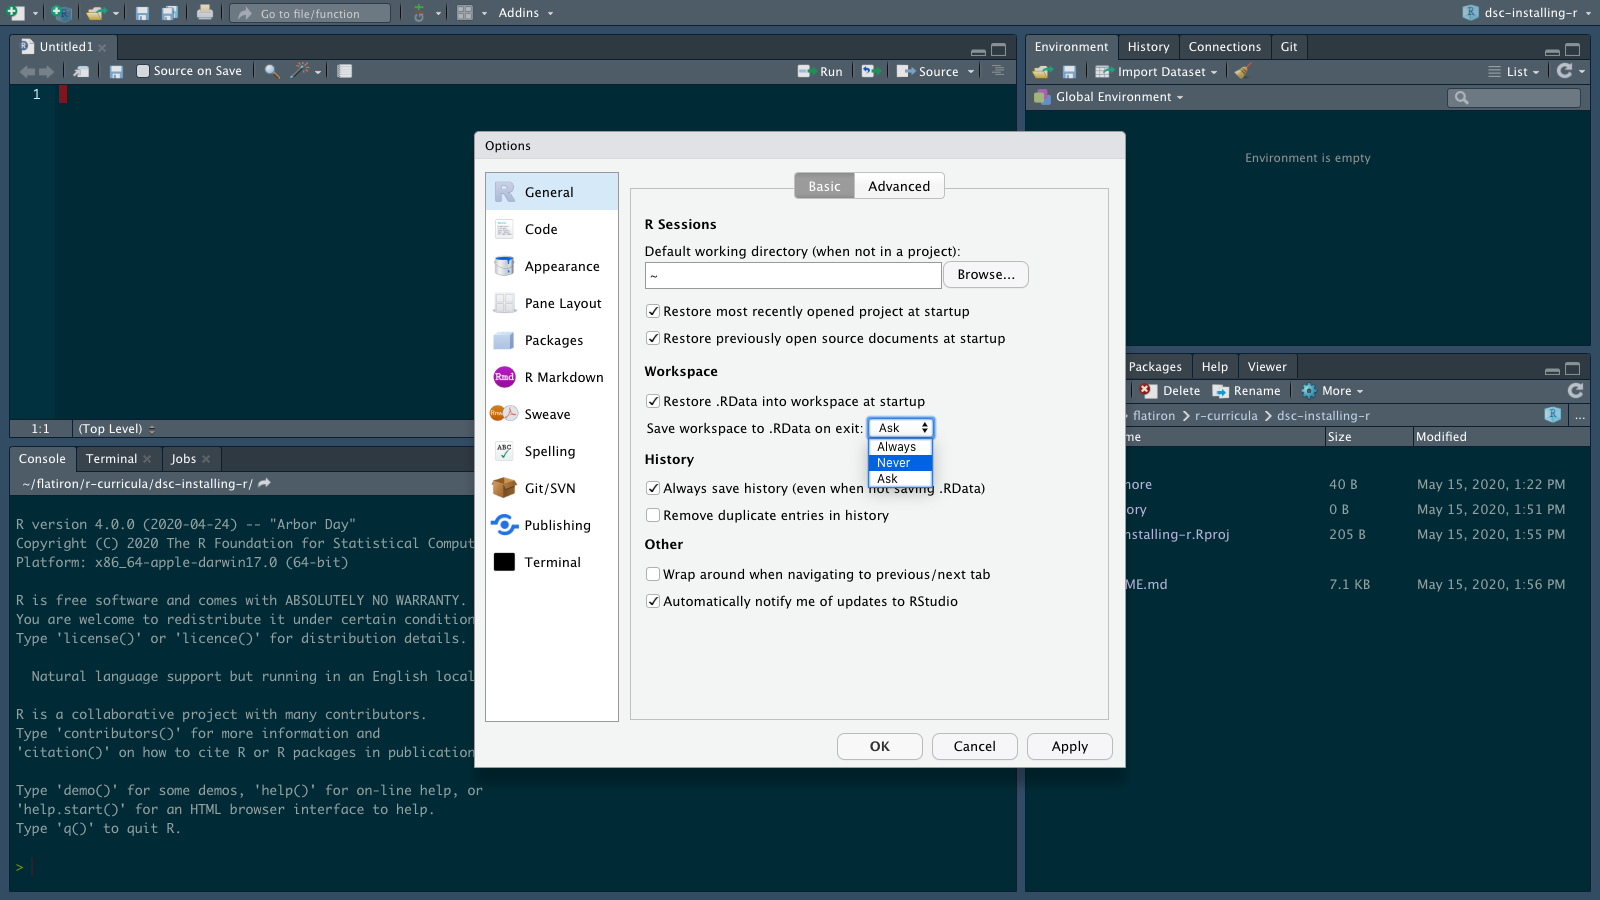 Go to file/function
Addins
dsc-installing-r
Untitled1
Source on Save
Run
Source
1
1:1
(Top Level)
Console
Terminal
Jobs
~/flatiron/r-curricula/dsc-installing-r/
R version 4.0.0 (2020-04-24) -- "Arbor Day"
Copyright (C) 2020 The R Foundation for Statistical Comput
Platform: x86_64-apple-darwin17.0 (64-bit)
R is free software and comes with ABSOLUTELY NO WARRANTY.
You are welcome to redistribute it under certain condition
Type 'license()' or 'licence()' for distribution details.
Natural language support but running in an English local
R is a collaborative project with many contributors.
Type 'contributors()' for more information and
'citation()' on how to cite R or R packages in publication
Type 'demo()' for some demos, 'help()' for on-line help, or
'help.start()' for an HTML browser interface to help.
Type 'q()' to quit R.
>
Options
General
Code
Appearance
Pane Layout
Packages
Rmd R Markdown
Rnw Sweave
ABC Spelling
Git/SVN
Publishing
Terminal
Basic
Advanced
R Sessions
Default working directory (when not in a project):
~
Browse...
Restore most recently opened project at startup
Restore previously open source documents at startup
Workspace
Restore .RData into workspace at startup
Save workspace to .RData on exit: Ask
Always
Never
Ask
History
Always save history (even when not saving .RData)
Remove duplicate entries in history
Other
Wrap around when navigating to previous/next tab
Automatically notify me of updates to RStudio
OK
Cancel
Apply
Environment
History
Connections
Git
Import Dataset
List
Global Environment
Environment is empty
Packages
Help
Viewer
Delete
Rename
More
flatiron > r-curricula > dsc-installing-r
...
me Size Modified
nore 40 B May 15, 2020, 1:22 PM
ory 0 B May 15, 2020, 1:51 PM
nstalling-r.Rproj 205 B May 15, 2020, 1:55 PM
ME.md 7.1 KB May 15, 2020, 1:56 PM